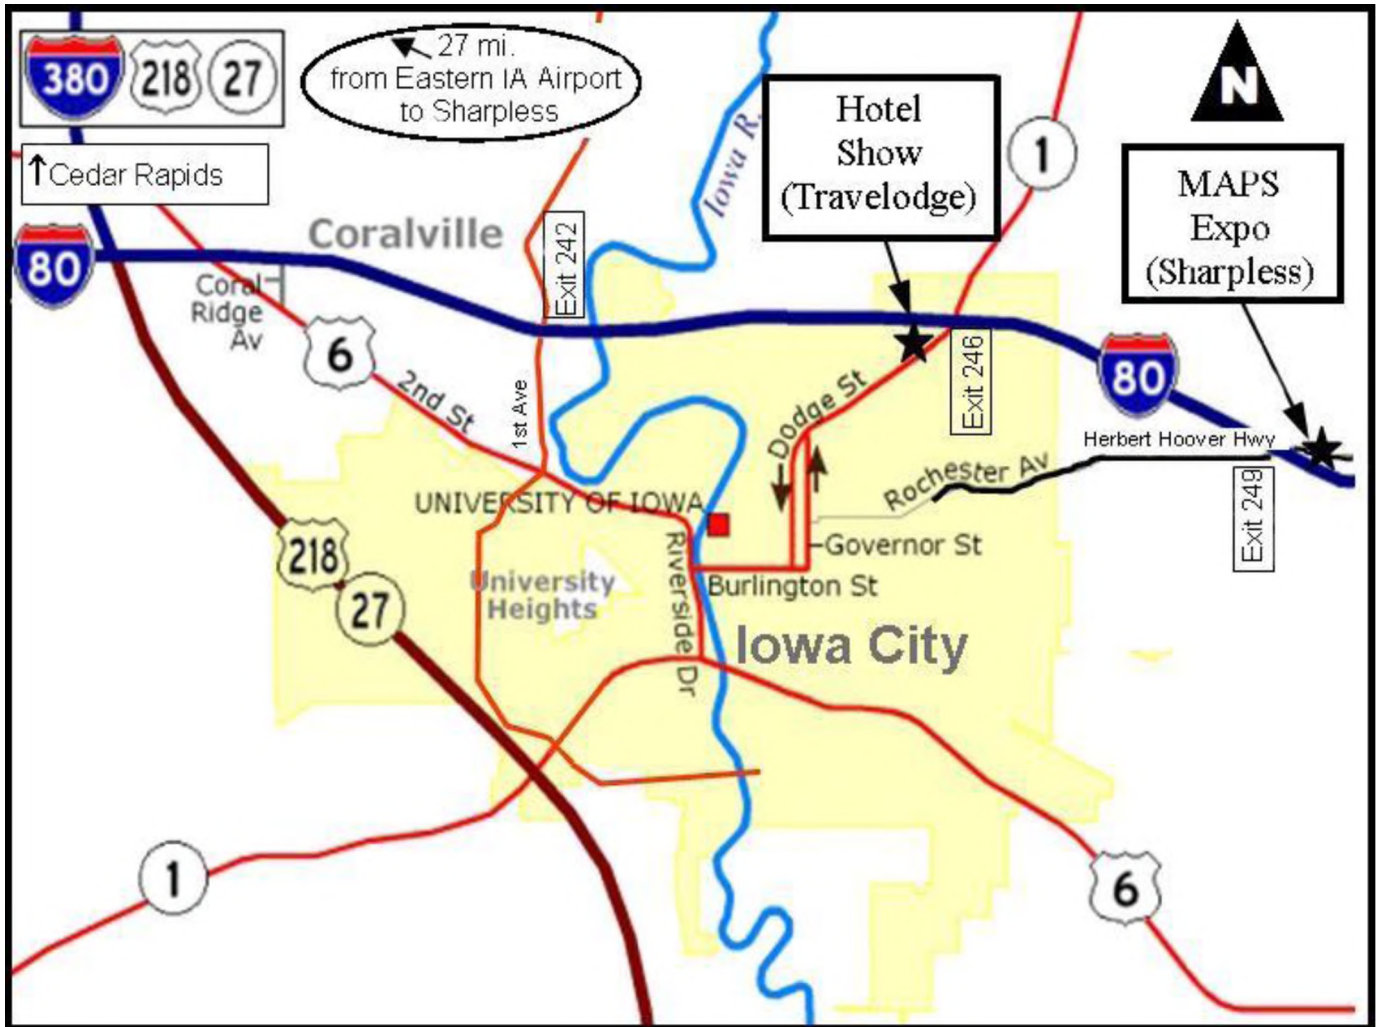 380
218
27
27 mi.
from Eastern IA Airport
to Sharpless
↑Cedar Rapids
80
Coralville
Coral
Ridge
Av
6
2nd St
1st Ave
Exit 242
Iowa R.
Hotel
Show
(Travelodge)
1
N
MAPS
Expo
(Sharpless)
Exit 246
80
Dodge St
Herbert Hoover Hwy
Rochester Av
Exit 249
UNIVERSITY OF IOWA
Governor St
218
27
University
Heights
Riverside Dr
Burlington St
Iowa City
1
6